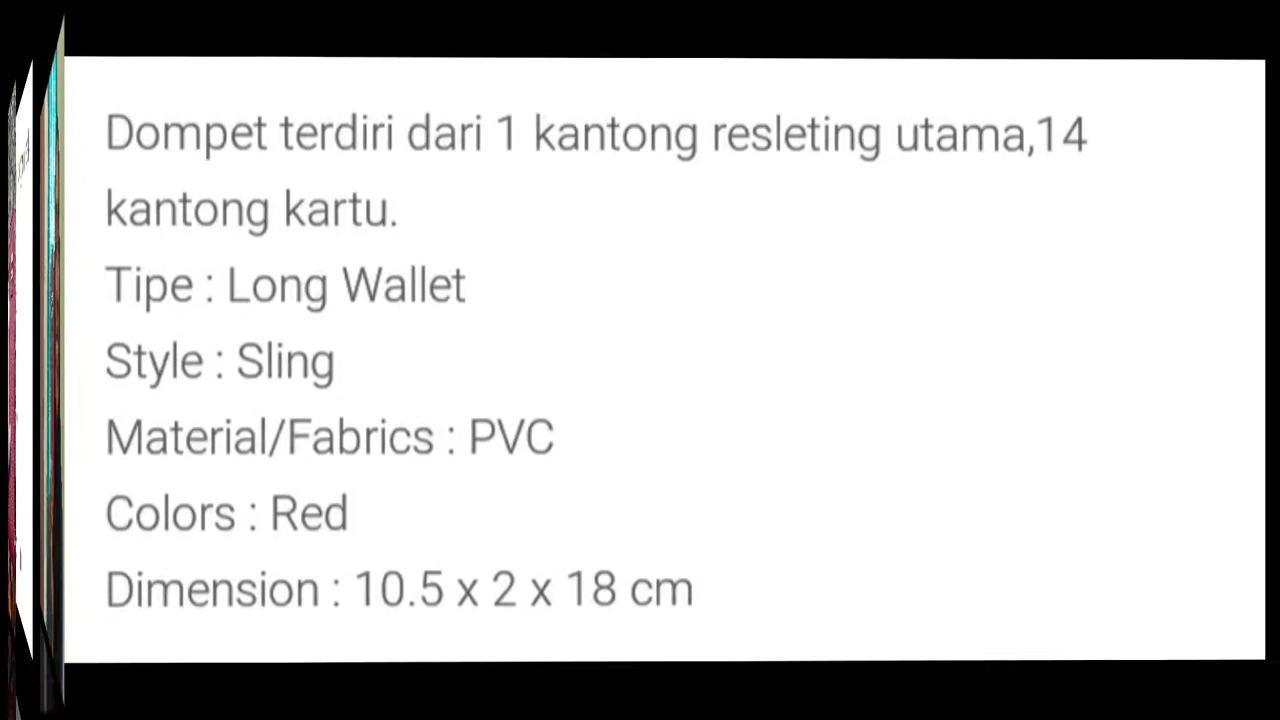 Dompet terdiri dari 1 kantong resleting utama,14
kantong kartu.
Tipe : Long Wallet
Style : Sling
Material/Fabrics : PVC
Colors : Red
Dimension : 10.5 x 2 x 18 cm